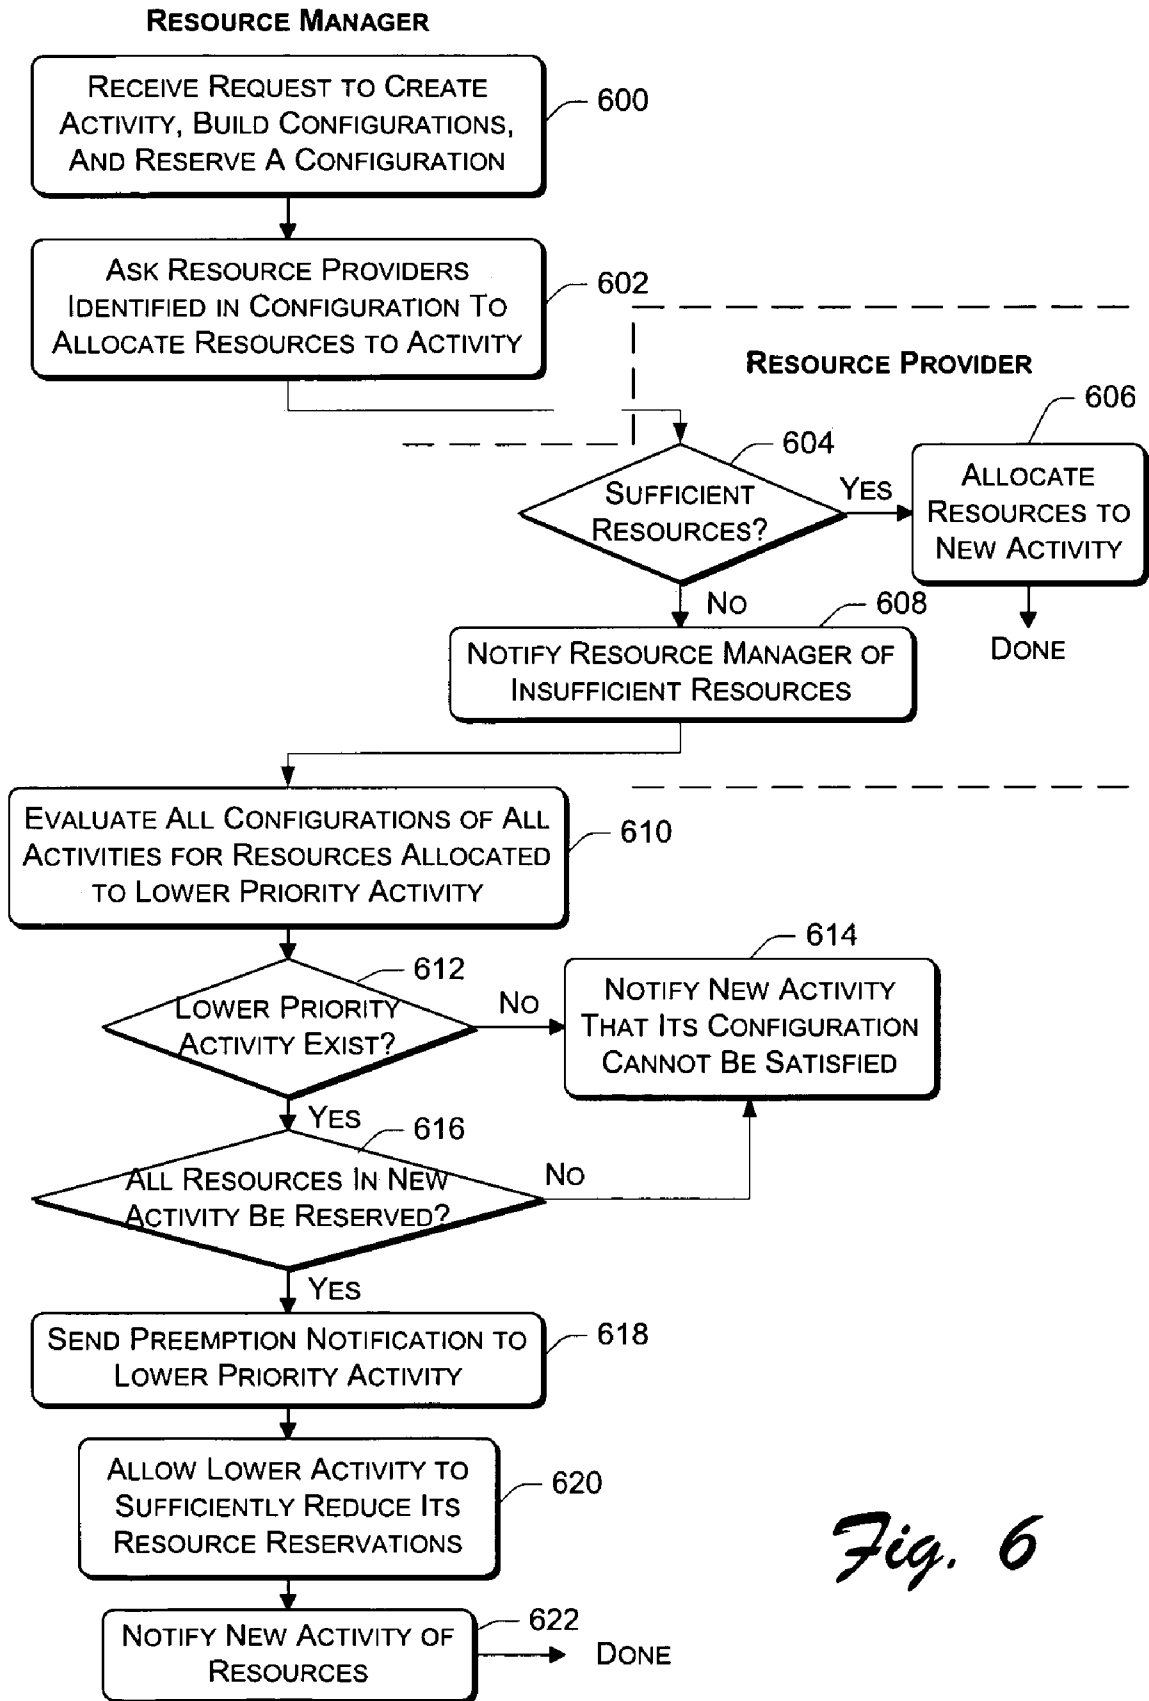 RESOURCE MANAGER
RECEIVE REQUEST TO CREATE
ACTIVITY, BUILD CONFIGURATIONS,
AND RESERVE A CONFIGURATION
600
ASK RESOURCE PROVIDERS
IDENTIFIED IN CONFIGURATION TO
ALLOCATE RESOURCES TO ACTIVITY
602
RESOURCE PROVIDER
604
SUFFICIENT
RESOURCES?
YES
606
ALLOCATE
RESOURCES TO
NEW ACTIVITY
DONE
NO
608
NOTIFY RESOURCE MANAGER OF
INSUFFICIENT RESOURCES
EVALUATE ALL CONFIGURATIONS OF ALL
ACTIVITIES FOR RESOURCES ALLOCATED
TO LOWER PRIORITY ACTIVITY
610
612
LOWER PRIORITY
ACTIVITY EXIST?
NO
614
NOTIFY NEW ACTIVITY
THAT ITS CONFIGURATION
CANNOT BE SATISFIED
YES
616
ALL RESOURCES IN NEW
ACTIVITY BE RESERVED?
NO
YES
SEND PREEMPTION NOTIFICATION TO
LOWER PRIORITY ACTIVITY
618
ALLOW LOWER ACTIVITY TO
SUFFICIENTLY REDUCE ITS
RESOURCE RESERVATIONS
620
NOTIFY NEW ACTIVITY OF
RESOURCES
622
DONE
Fig. 6